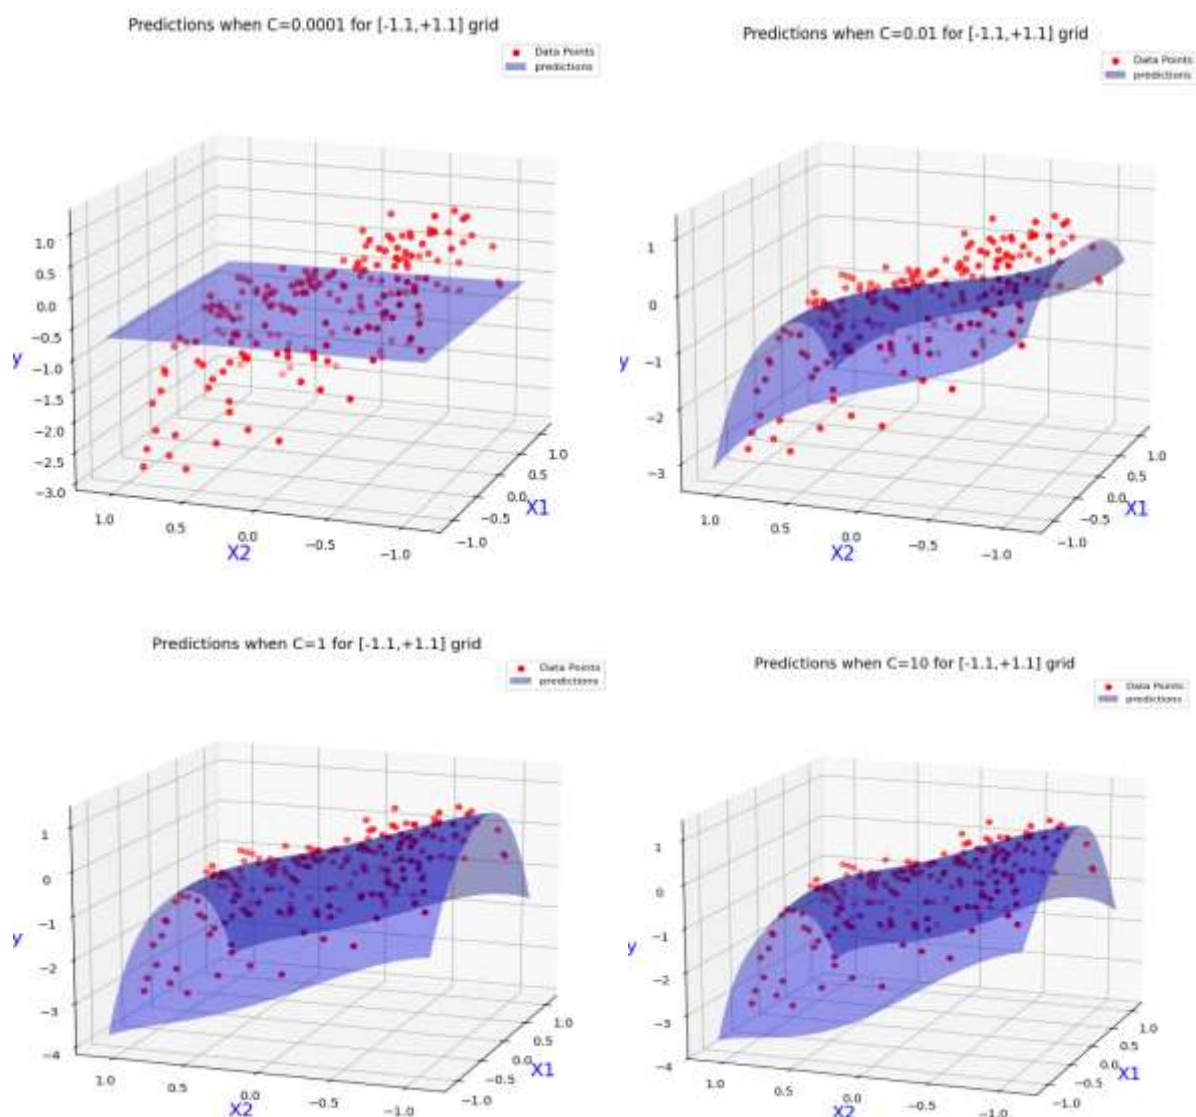 Predictions when C=0.0001 for [-1.1,+1.1] grid
Data Points
predictions
1.0
0.5
0.0
−0.5
−1.0
−1.5
−2.0
−2.5
−3.0
y
1.0
0.5
0.0
−0.5
−1.0
X2
1.0
0.5
0.0
−0.5
−1.0
X1
Predictions when C=0.01 for [-1.1,+1.1] grid
Data Points
predictions
1
0
−1
−2
−3
y
1.0
0.5
0.0
−0.5
−1.0
X2
1.0
0.5
0.0
−0.5
−1.0
X1
Predictions when C=1 for [-1.1,+1.1] grid
Data Points
predictions
1
0
−1
−2
−3
−4
y
1.0
0.5
0.0
−0.5
−1.0
X2
1.0
0.5
0.0
−0.5
−1.0
X1
Predictions when C=10 for [-1.1,+1.1] grid
Data Points
predictions
1
0
−1
−2
−3
−4
y
1.0
0.5
0.0
−0.5
−1.0
X2
1.0
0.5
0.0
−0.5
−1.0
X1